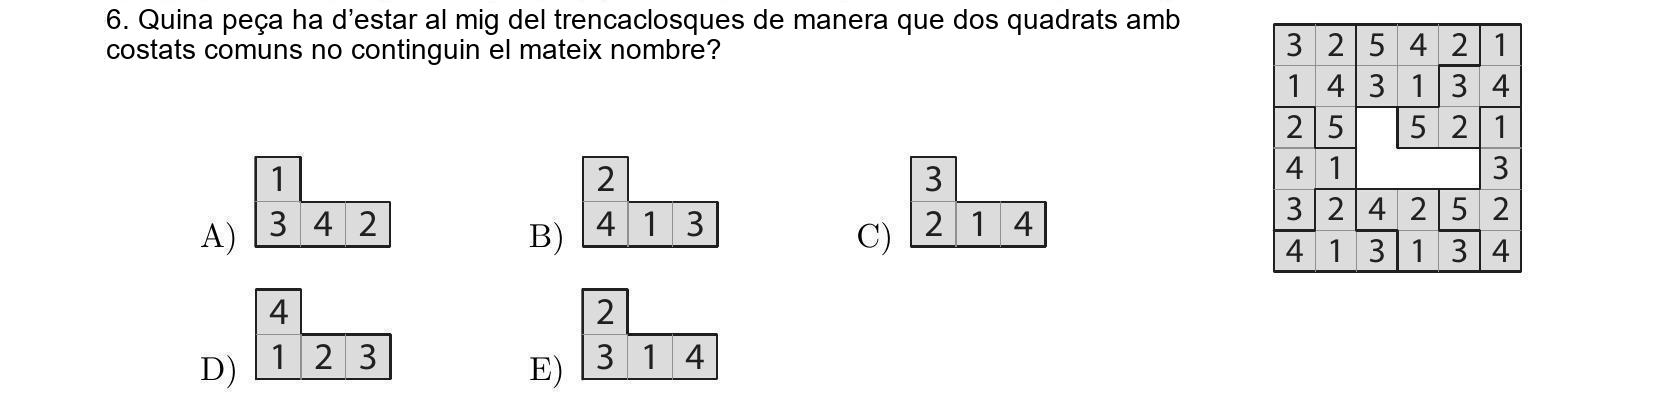 6. Quina peça ha d’estar al mig del trencaclosques de manera que dos quadrats amb
costats comuns no continguin el mateix nombre?
A)
1
3 4 2
B)
2
4 1 3
C)
3
2 1 4
D)
4
1 2 3
E)
2
3 1 4
3 2 5 4 2 1
1 4 3 1 3 4
2 5 5 2 1
4 1 3
3 2 4 2 5 2
4 1 3 1 3 4